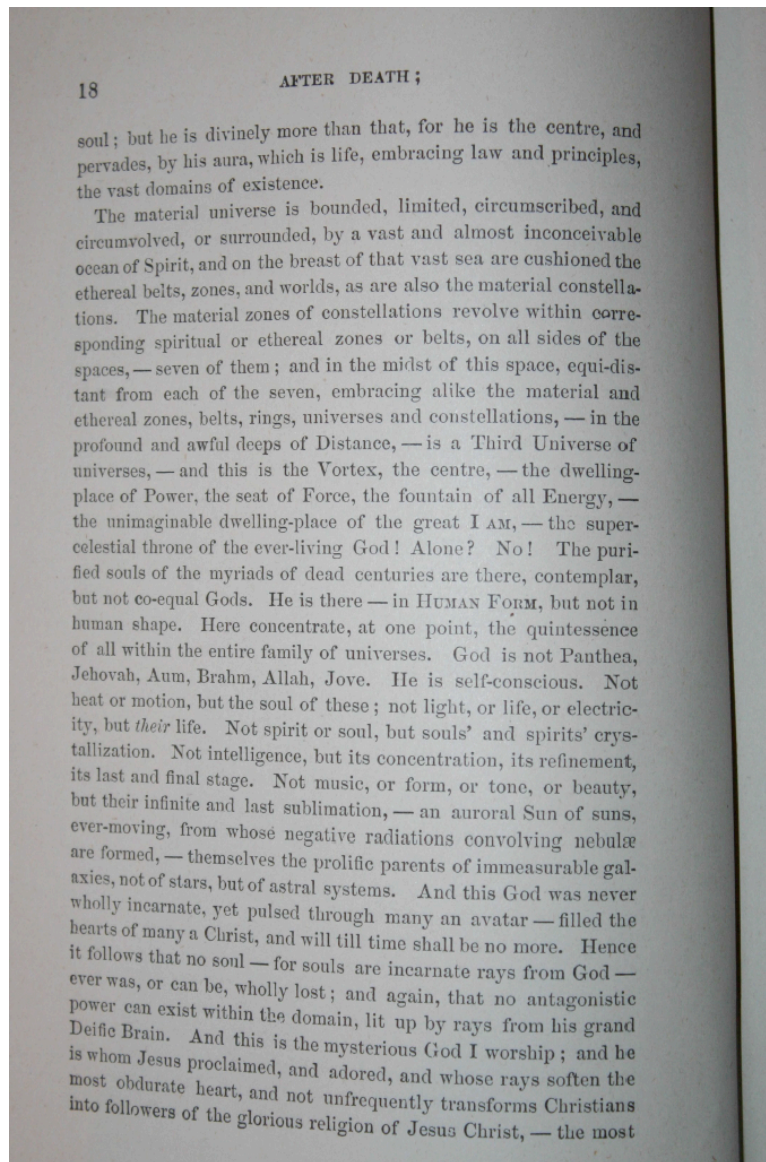 18
AFTER DEATH;
soul; but he is divinely more than that, for he is the centre, and
pervades, by his aura, which is life, embracing law and principles,
the vast domains of existence.
The material universe is bounded, limited, circumscribed, and
circumvolved, or surrounded, by a vast and almost inconceivable
ocean of Spirit, and on the breast of that vast sea are cushioned the
ethereal belts, zones, and worlds, as are also the material constella-
tions. The material zones of constellations revolve within corre-
sponding spiritual or ethereal zones or belts, on all sides of the
spaces, — seven of them; and in the midst of this space, equi-dis-
tant from each of the seven, embracing alike the material and
ethereal zones, belts, rings, universes and constellations, — in the
profound and awful deeps of Distance, — is a Third Universe of
universes, — and this is the Vortex, the centre, — the dwelling-
place of Power, the seat of Force, the fountain of all Energy, —
the unimaginable dwelling-place of the great I AM, — the super-
celestial throne of the ever-living God! Alone? No! The puri-
fied souls of the myriads of dead centuries are there, contemplar,
but not co-equal Gods. He is there — in HUMAN FORM, but not in
human shape. Here concentrate, at one point, the quintessence
of all within the entire family of universes. God is not Panthea,
Jehovah, Aum, Brahm, Allah, Jove. He is self-conscious. Not
heat or motion, but the soul of these; not light, or life, or electric-
ity, but their life. Not spirit or soul, but souls' and spirits' crys-
tallization. Not intelligence, but its concentration, its refinement,
its last and final stage. Not music, or form, or tone, or beauty,
but their infinite and last sublimation, — an auroral Sun of suns,
ever-moving, from whose negative radiations convolving nebulæ
are formed, — themselves the prolific parents of immeasurable gal-
axies, not of stars, but of astral systems. And this God was never
wholly incarnate, yet pulsed through many an avatar — filled the
hearts of many a Christ, and will till time shall be no more. Hence
it follows that no soul — for souls are incarnate rays from God —
ever was, or can be, wholly lost; and again, that no antagonistic
power can exist within the domain, lit up by rays from his grand
Deific Brain. And this is the mysterious God I worship; and he
is whom Jesus proclaimed, and adored, and whose rays soften the
most obdurate heart, and not unfrequently transforms Christians
into followers of the glorious religion of Jesus Christ, — the most